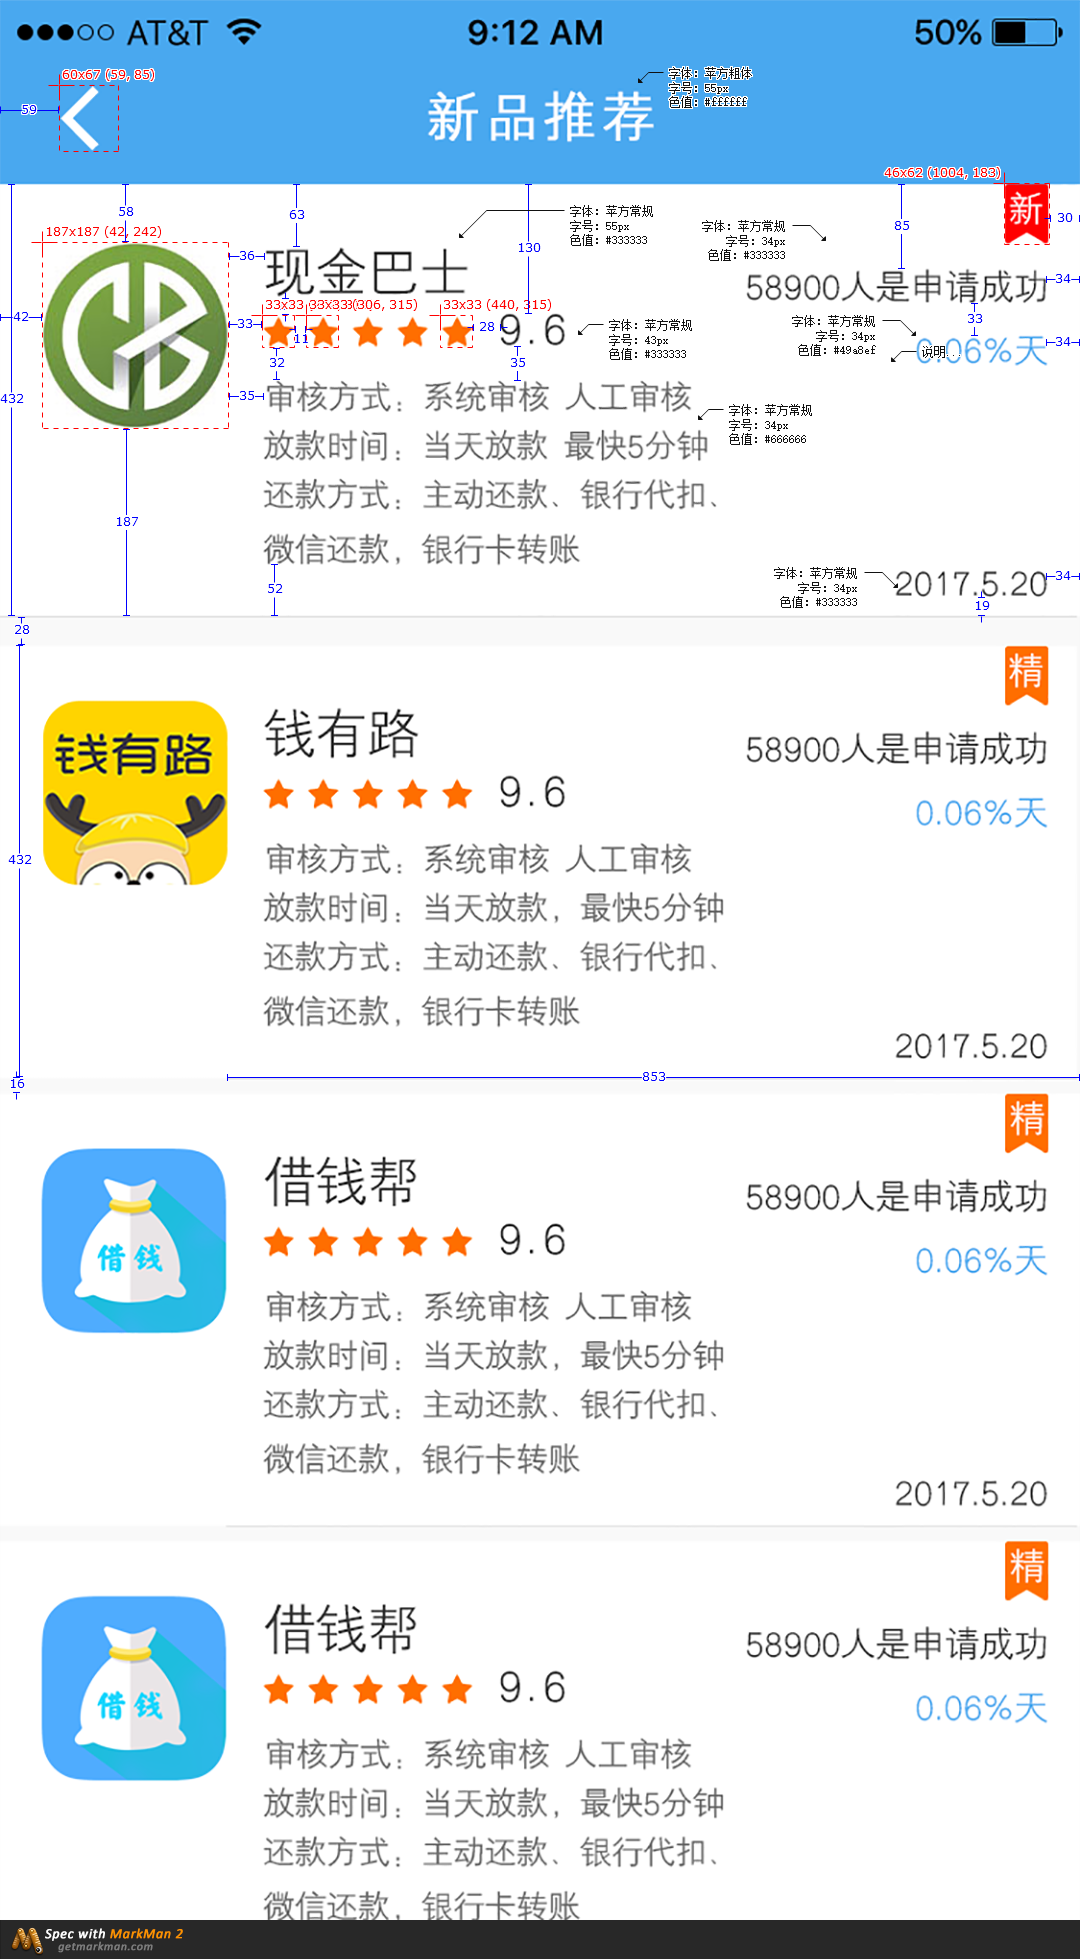 AT&T 9:12 AM 50%
60x67 (59, 85)
59
新品推荐
字体：苹方粗体
字号：55px
色值：#ffffff
46x62 (1004, 183)
新
30
58
63
130
85
187x187 (42, 242)
字体：苹方常规
字号：55px
色值：#333333
字体：苹方常规
字号：34px
色值：#333333
36
现金巴士
58900人是申请成功
34
33x33
33x33 (306, 315)
33x33 (440, 315)
42
33
11
28
9.6
字体：苹方常规
字号：43px
色值：#333333
33
字体：苹方常规
字号：34px
色值：#49a8ef
说明...
0.06%天
34
32
35
432
35
审核方式：系统审核 人工审核
字体：苹方常规
字号：34px
色值：#666666
放款时间：当天放款 最快5分钟
还款方式：主动还款、银行代扣、
187
微信还款，银行卡转账
52
字体：苹方常规
字号：34px
色值：#333333
2017.5.20
34
19
28
精
钱有路
钱有路
58900人是申请成功
9.6
0.06%天
432
审核方式：系统审核 人工审核
放款时间：当天放款，最快5分钟
还款方式：主动还款、银行代扣、
微信还款，银行卡转账
2017.5.20
853
16
精
借钱
借钱帮
58900人是申请成功
9.6
0.06%天
审核方式：系统审核 人工审核
放款时间：当天放款，最快5分钟
还款方式：主动还款、银行代扣、
微信还款，银行卡转账
2017.5.20
精
借钱
借钱帮
58900人是申请成功
9.6
0.06%天
审核方式：系统审核 人工审核
放款时间：当天放款，最快5分钟
还款方式：主动还款、银行代扣、
微信还款，银行卡转账
Spec with MarkMan 2
getmarkman.com